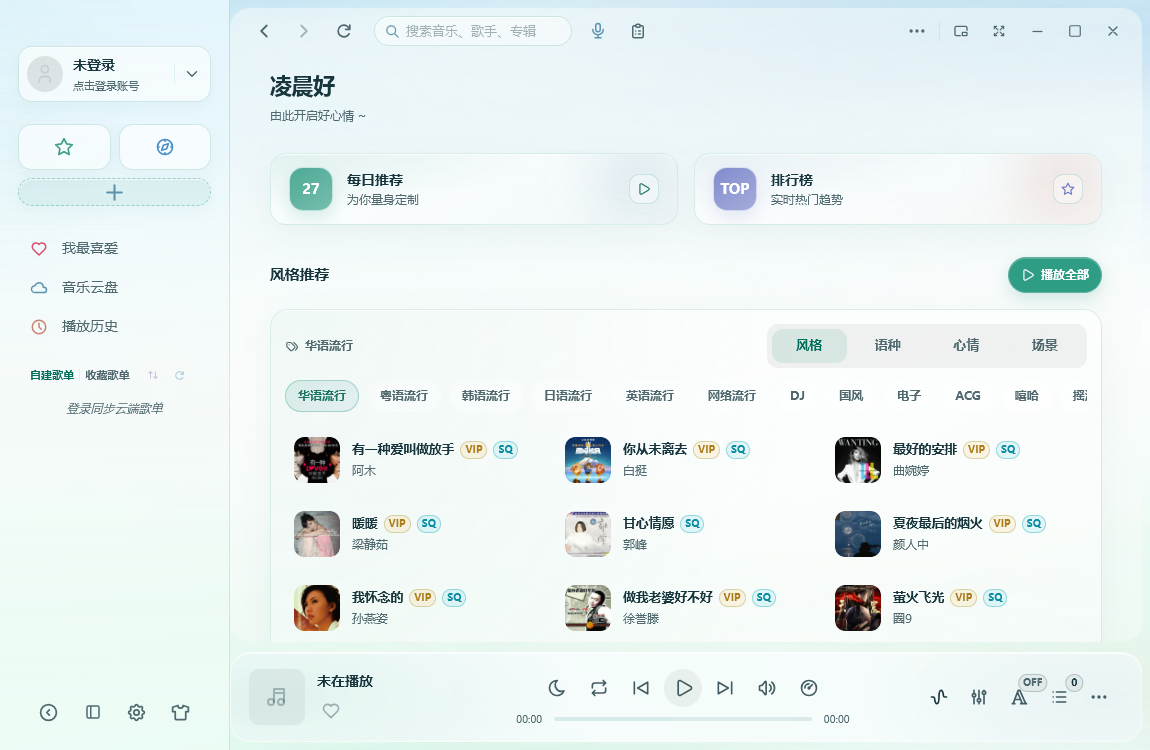 搜索音乐、歌手、专辑
未登录
点击登录账号
凌晨好
由此开启好心情 ~
27
每日推荐
为你量身定制
TOP
排行榜
实时热门趋势
我最喜爱
音乐云盘
播放历史
自建歌单 收藏歌单
登录同步云端歌单
风格推荐
播放全部
华语流行
风格 语种 心情 场景
华语流行 粤语流行 韩语流行 日语流行 英语流行 网络流行 DJ 国风 电子 ACG 嘻哈
有一种爱叫做放手 VIP SQ
阿木
你从未离去 VIP SQ
白挺
WANTING
最好的安排 VIP SQ
曲婉婷
暖暖 VIP SQ
梁静茹
甘心情愿 SQ
郭峰
夏夜最后的烟火 VIP SQ
颜人中
我怀念的 VIP SQ
孙燕姿
做我老婆好不好 VIP SQ
徐誉滕
萤火飞光 VIP SQ
圈9
未在播放
00:00
00:00
OFF
0